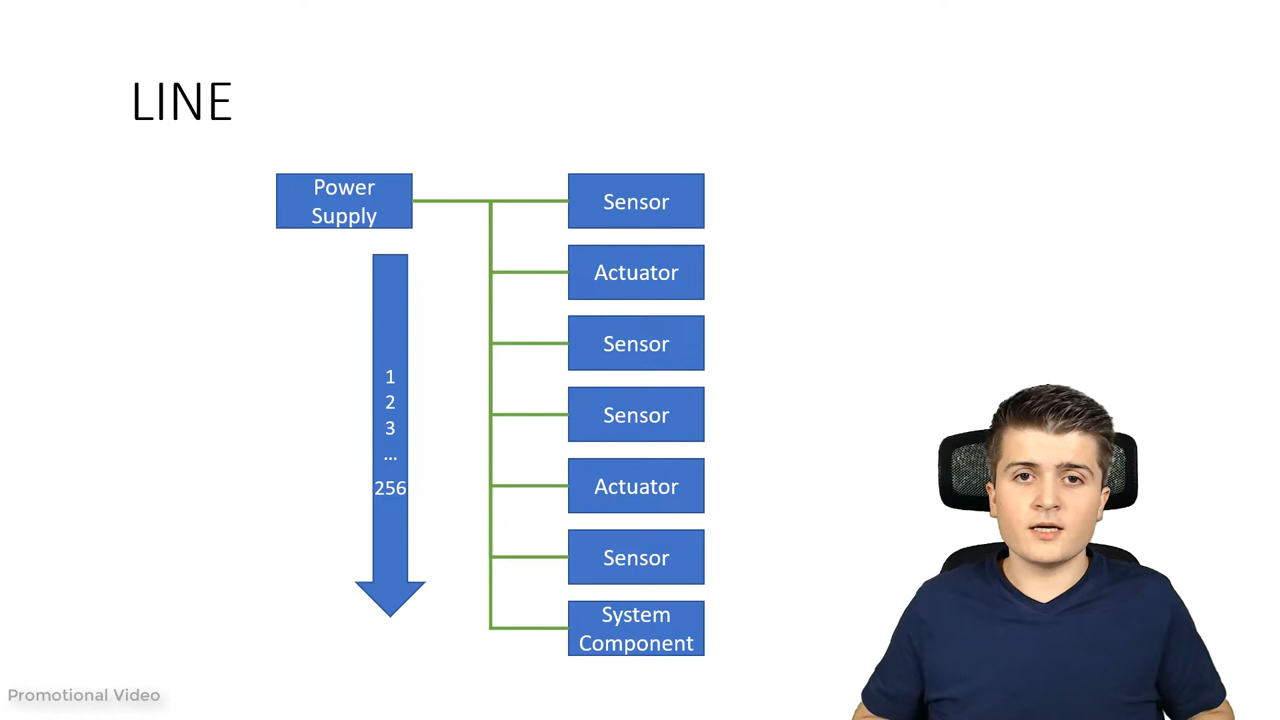 LINE
Power
Supply
Sensor
Actuator
Sensor
Sensor
Actuator
Sensor
System
Component
1
2
3
...
256
Promotional Video